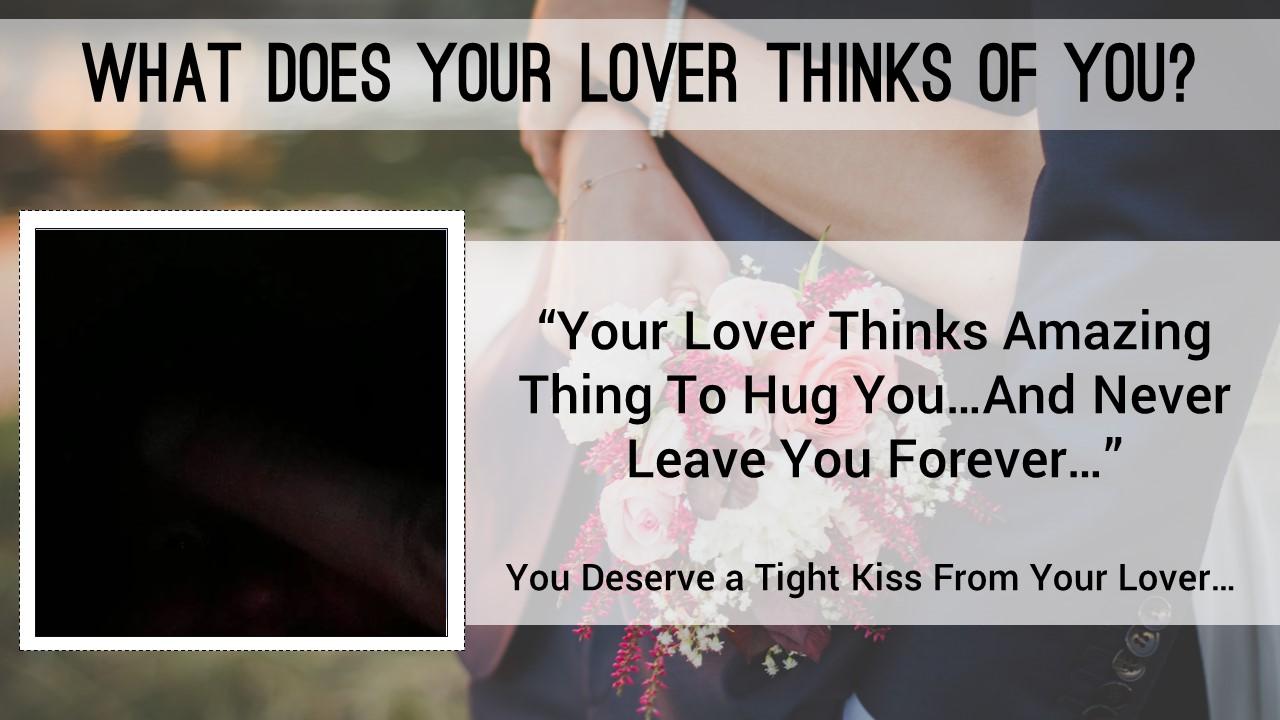 WHAT DOES YOUR LOVER THINKS OF YOU?
“Your Lover Thinks Amazing
Thing To Hug You...And Never
Leave You Forever...”
You Deserve a Tight Kiss From Your Lover...